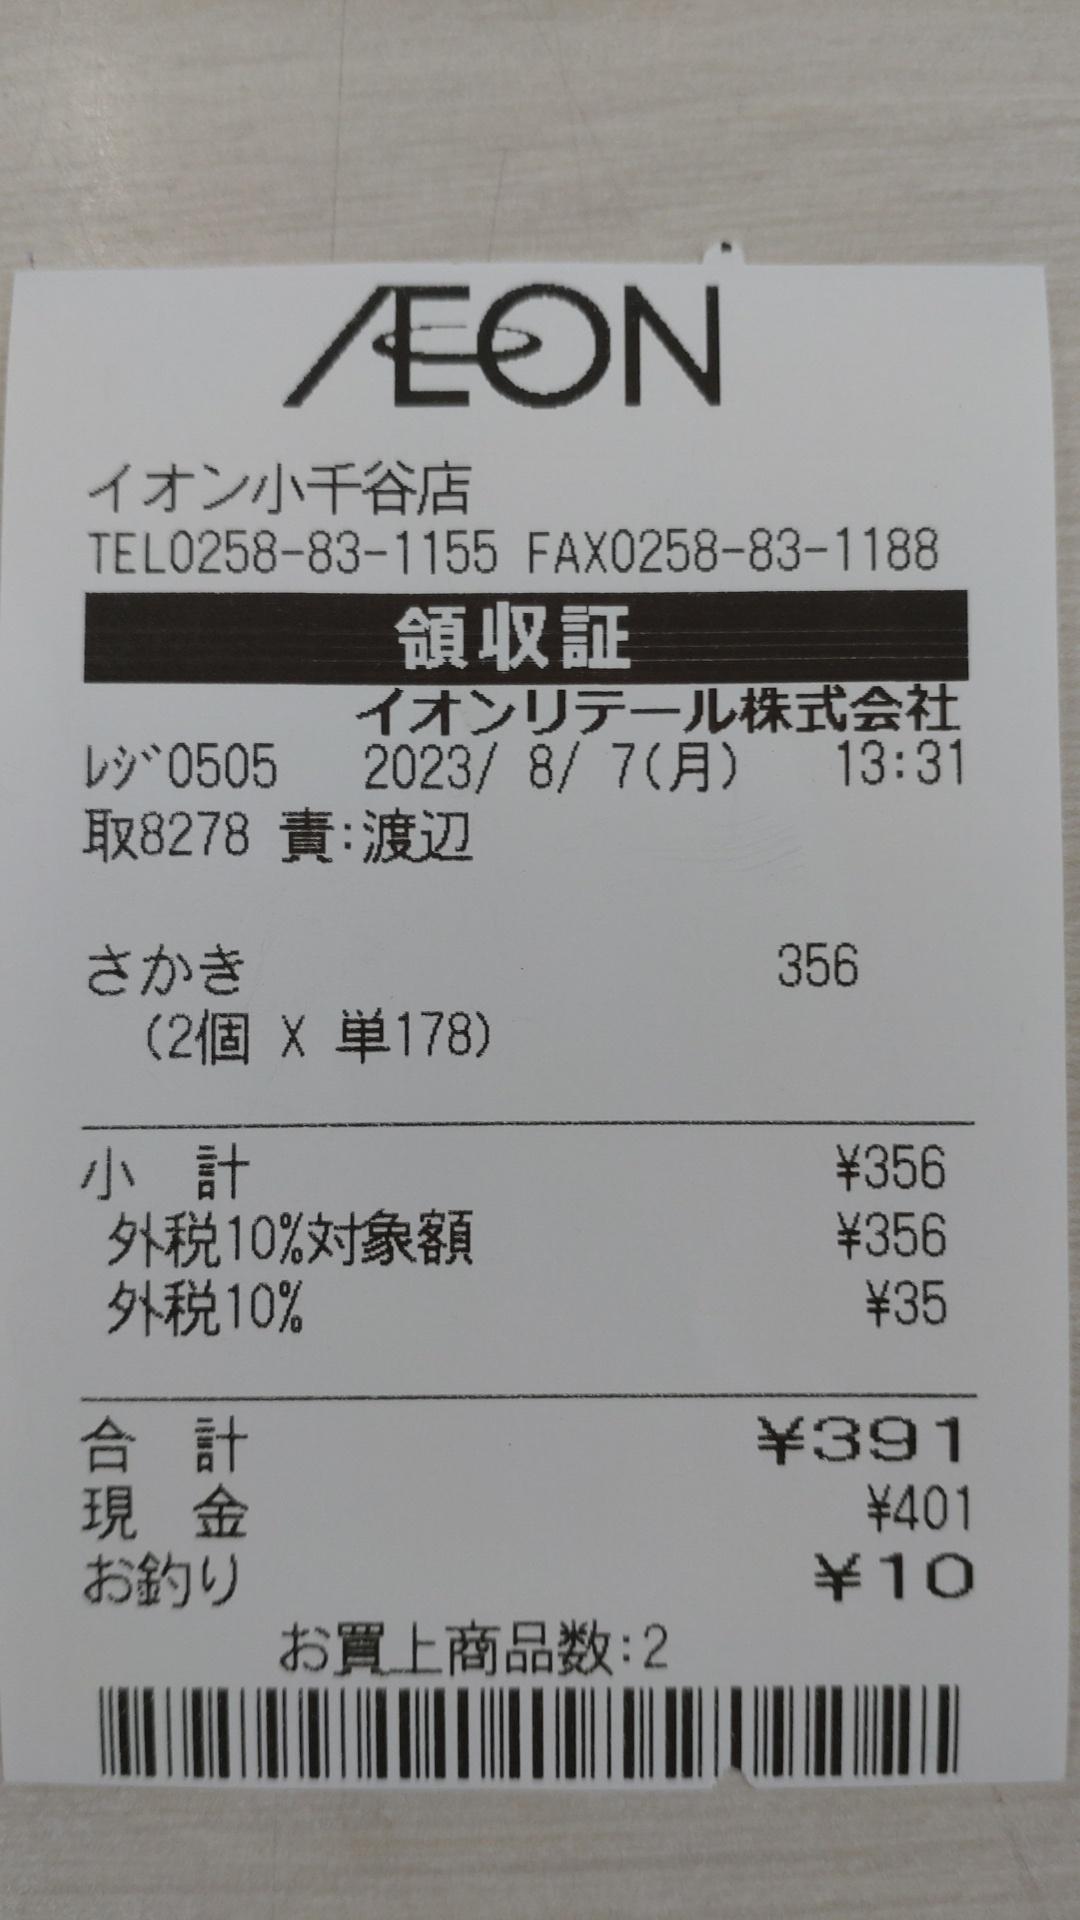 ÆON
イオン小千谷店
TEL0258-83-1155 FAX0258-83-1188
領収証
イオンリテール株式会社
ﾚｼﾞ0505 2023/ 8/ 7(月) 13:31
取8278 責:渡辺
さかき 356
(2個 X 単178)
小 計 ¥356
外税10%対象額 ¥356
外税10% ¥35
合 計 ¥391
現 金 ¥401
お釣り ¥10
お買上商品数:2